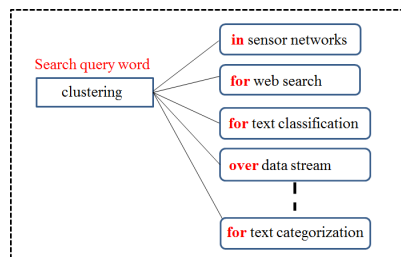 in sensor networks
Search query word
for web search
clustering
for text classification
over data stream
for text categorization